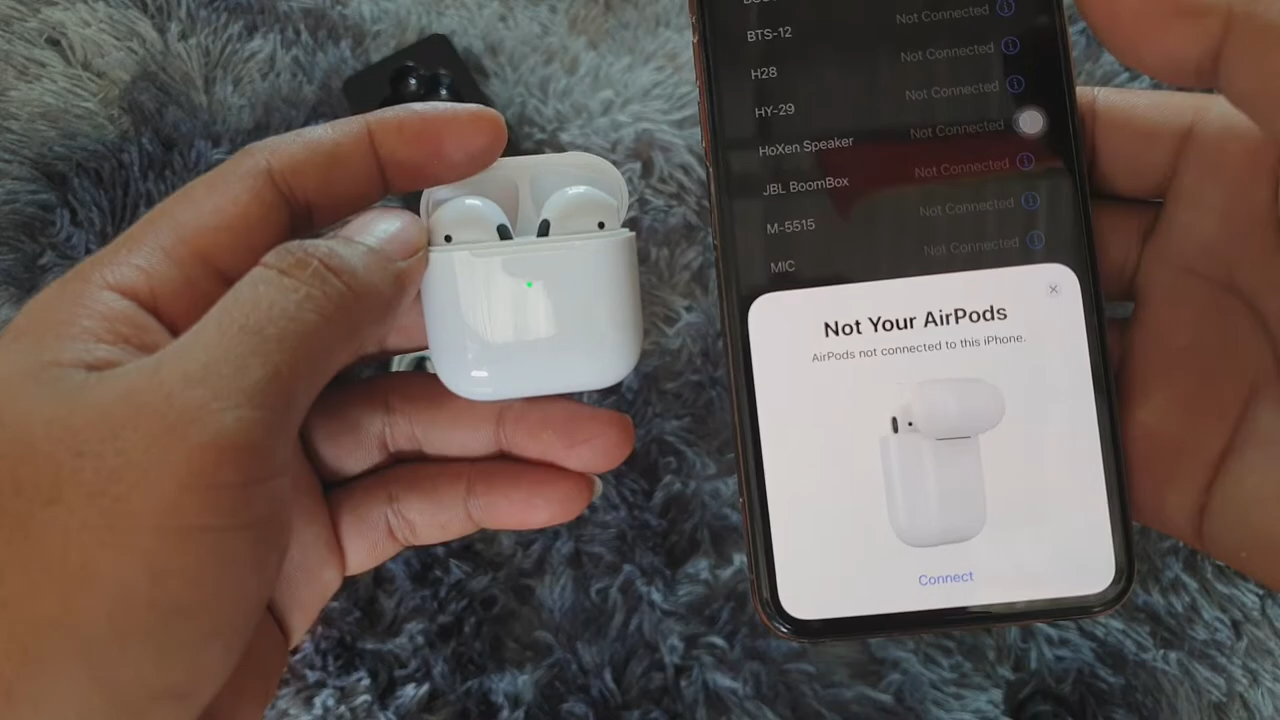 Not Connected
BTS-12 Not Connected
H28 Not Connected
HY-29 Not Connected
HoXen Speaker Not Connected
JBL BoomBox Not Connected
M-5515 Not Connected
MIC
Not Your AirPods
AirPods not connected to this iPhone.
Connect